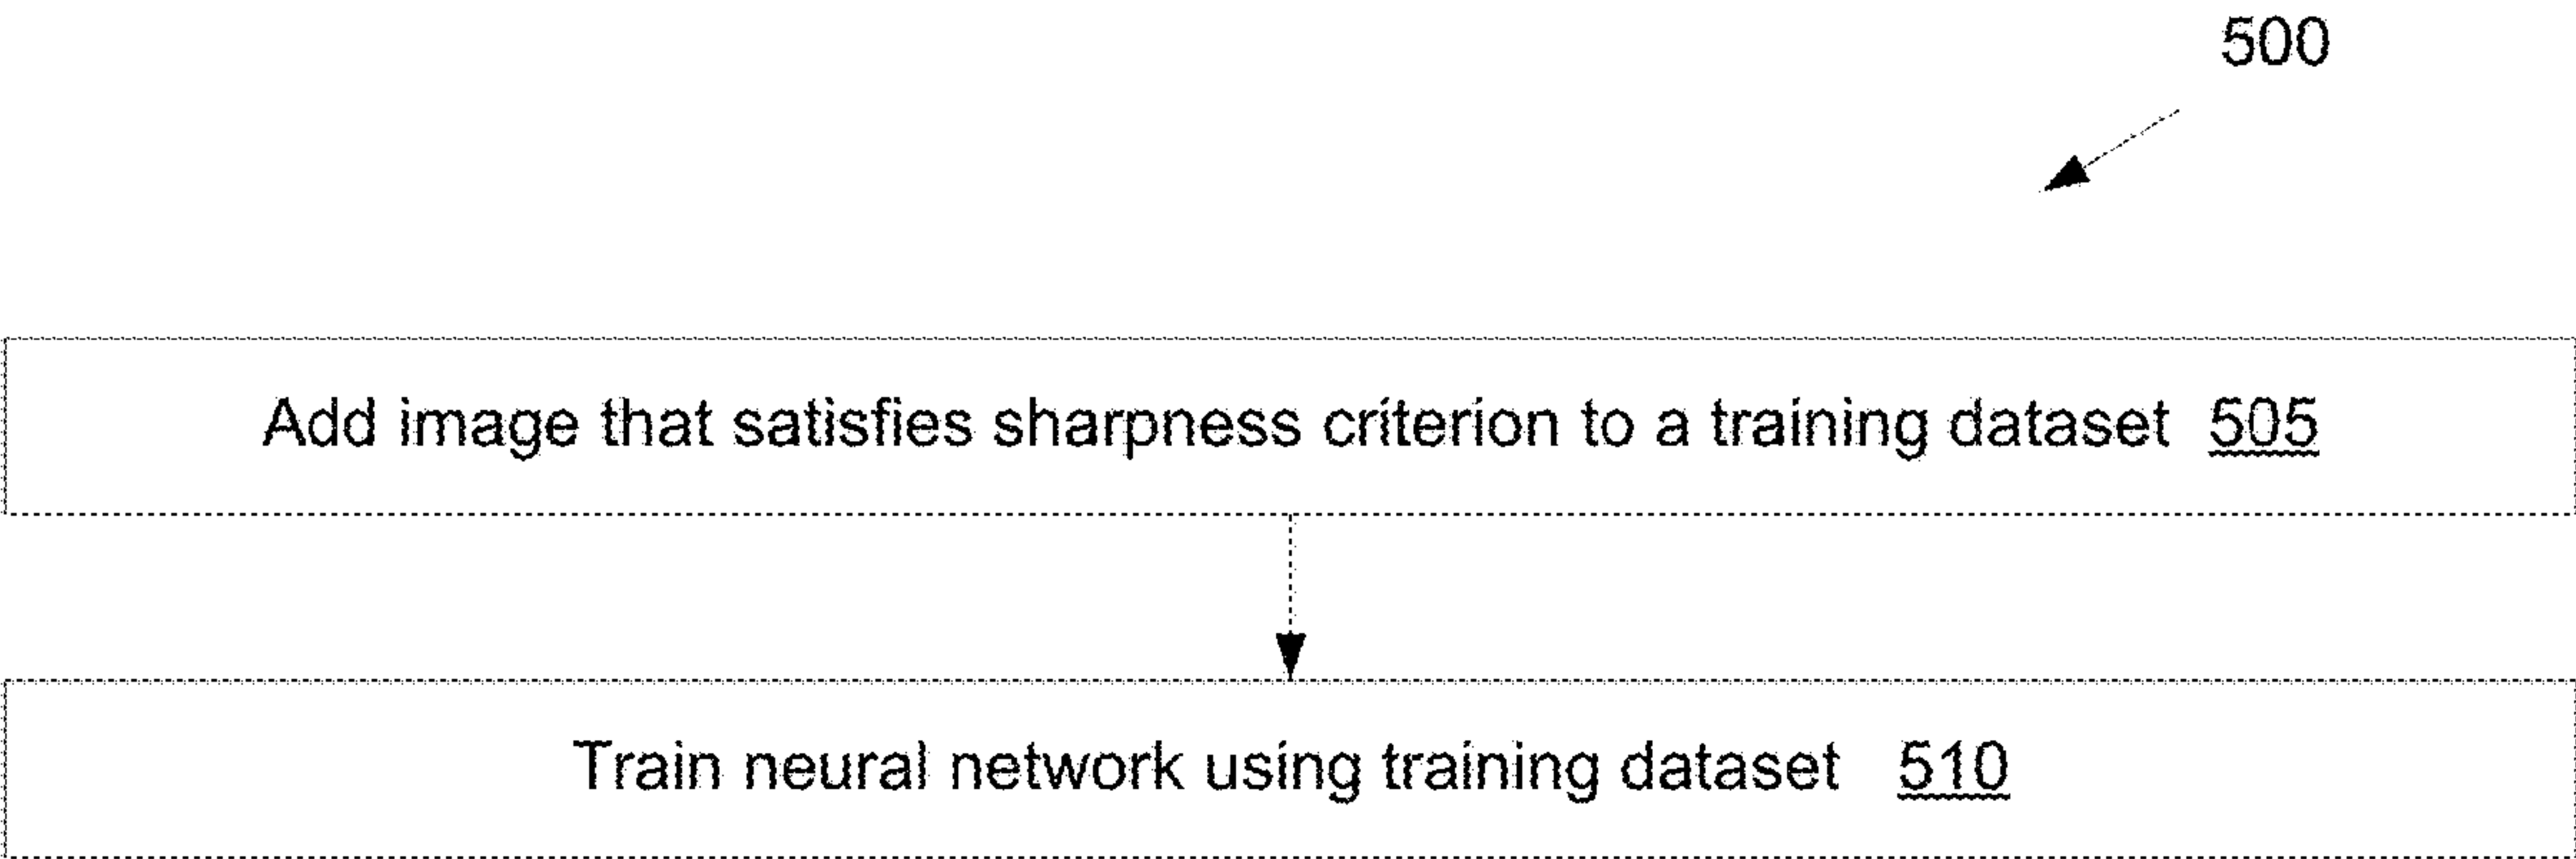 500
Add image that satisfies sharpness criterion to a training dataset 505
Train neural network using training dataset 510